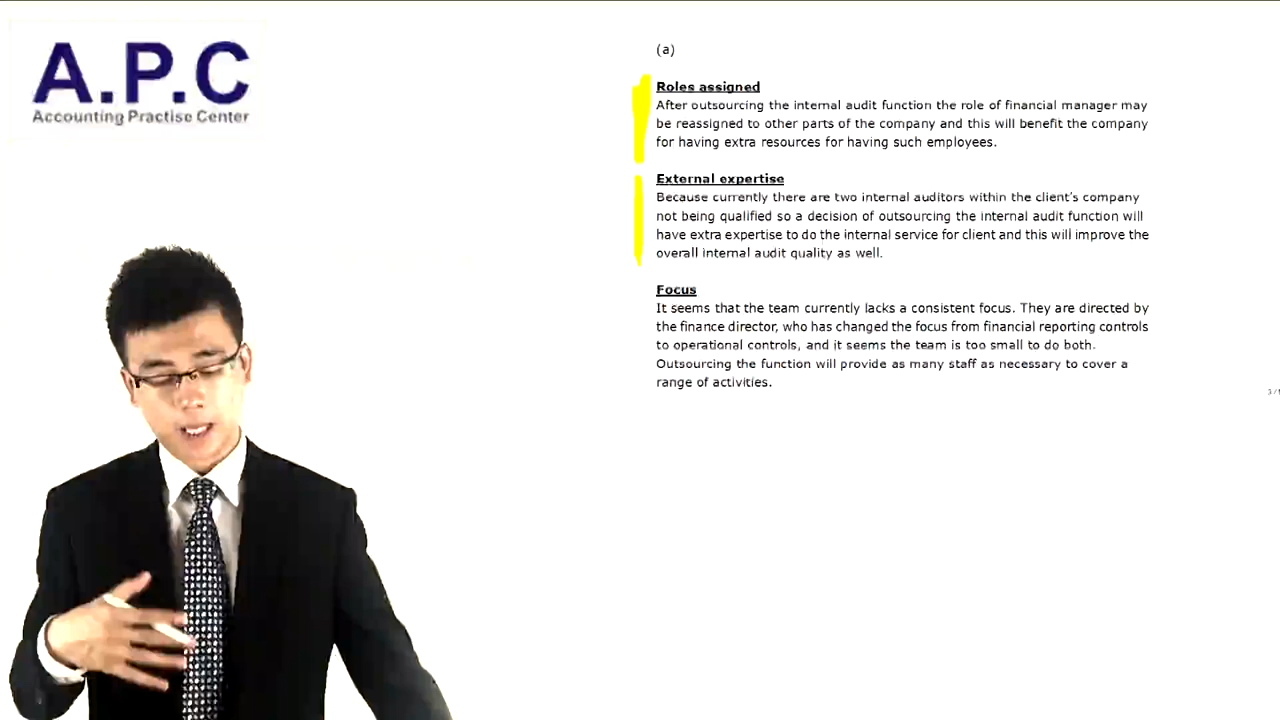 A.P.C
Accounting Practise Center
(a)
Roles assigned
After outsourcing the internal audit function the role of financial manager may
be reassigned to other parts of the company and this will benefit the company
for having extra resources for having such employees.
External expertise
Because currently there are two internal auditors within the client's company
not being qualified so a decision of outsourcing the internal audit function will
have extra expertise to do the internal service for client and this will improve the
overall internal audit quality as well.
Focus
It seems that the team currently lacks a consistent focus. They are directed by
the finance director, who has changed the focus from financial reporting controls
to operational controls, and it seems the team is too small to do both.
Outsourcing the function will provide as many staff as necessary to cover a
range of activities.